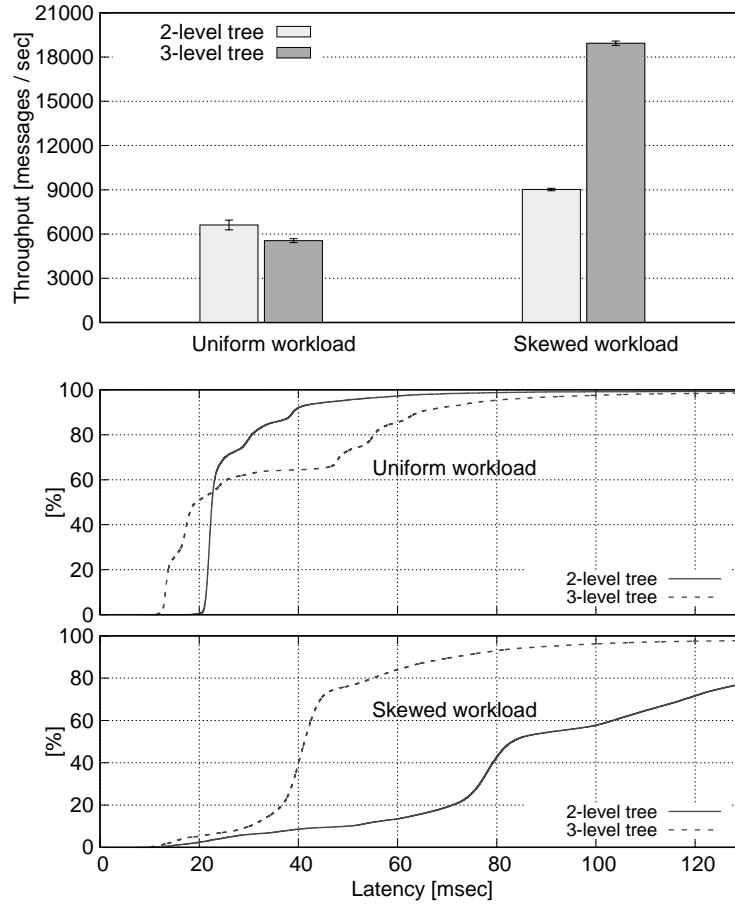 Throughput [messages / sec]
21000
18000
15000
12000
9000
6000
3000
0
2-level tree
3-level tree
Uniform workload
Skewed workload
[%]
100
80
60
40
20
0
Uniform workload
2-level tree
3-level tree
[%]
100
80
60
40
20
0
Skewed workload
2-level tree
3-level tree
0 20 40 60 80 100 120
Latency [msec]